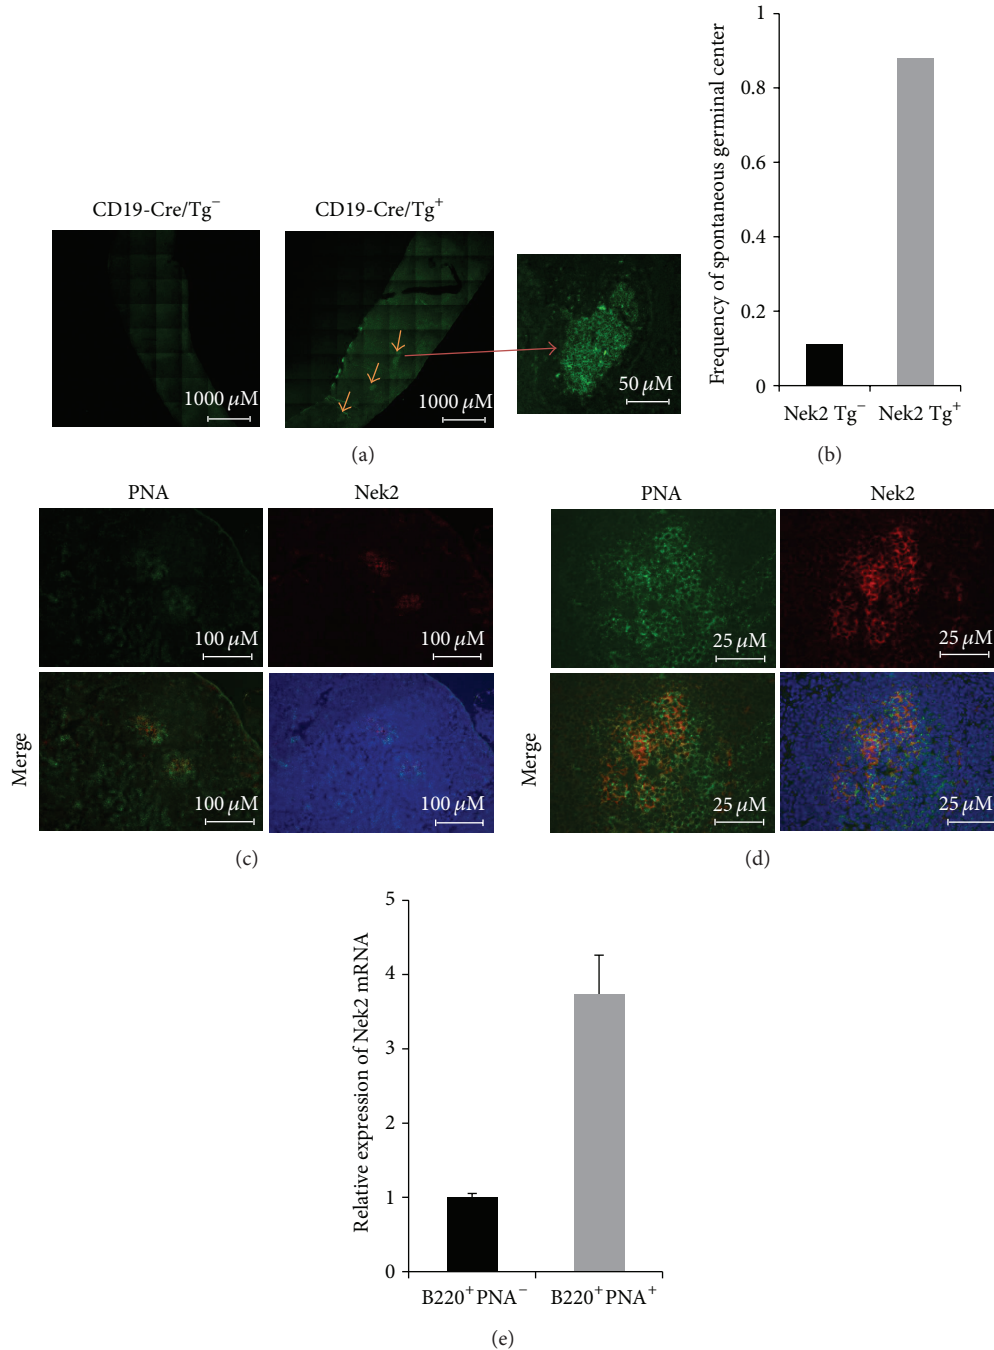 CD19-Cre/Tg⁻
CD19-Cre/Tg⁺
1000 μM
1000 μM
50 μM
(a)
Frequency of spontaneous germinal center
1
0.8
0.6
0.4
0.2
0
Nek2 Tg⁻
Nek2 Tg⁺
(b)
PNA
Nek2
100 μM
100 μM
Merge
100 μM
100 μM
(c)
PNA
Nek2
25 μM
25 μM
Merge
25 μM
25 μM
(d)
Relative expression of Nek2 mRNA
5
4
3
2
1
0
B220⁺PNA⁻
B220⁺PNA⁺
(e)